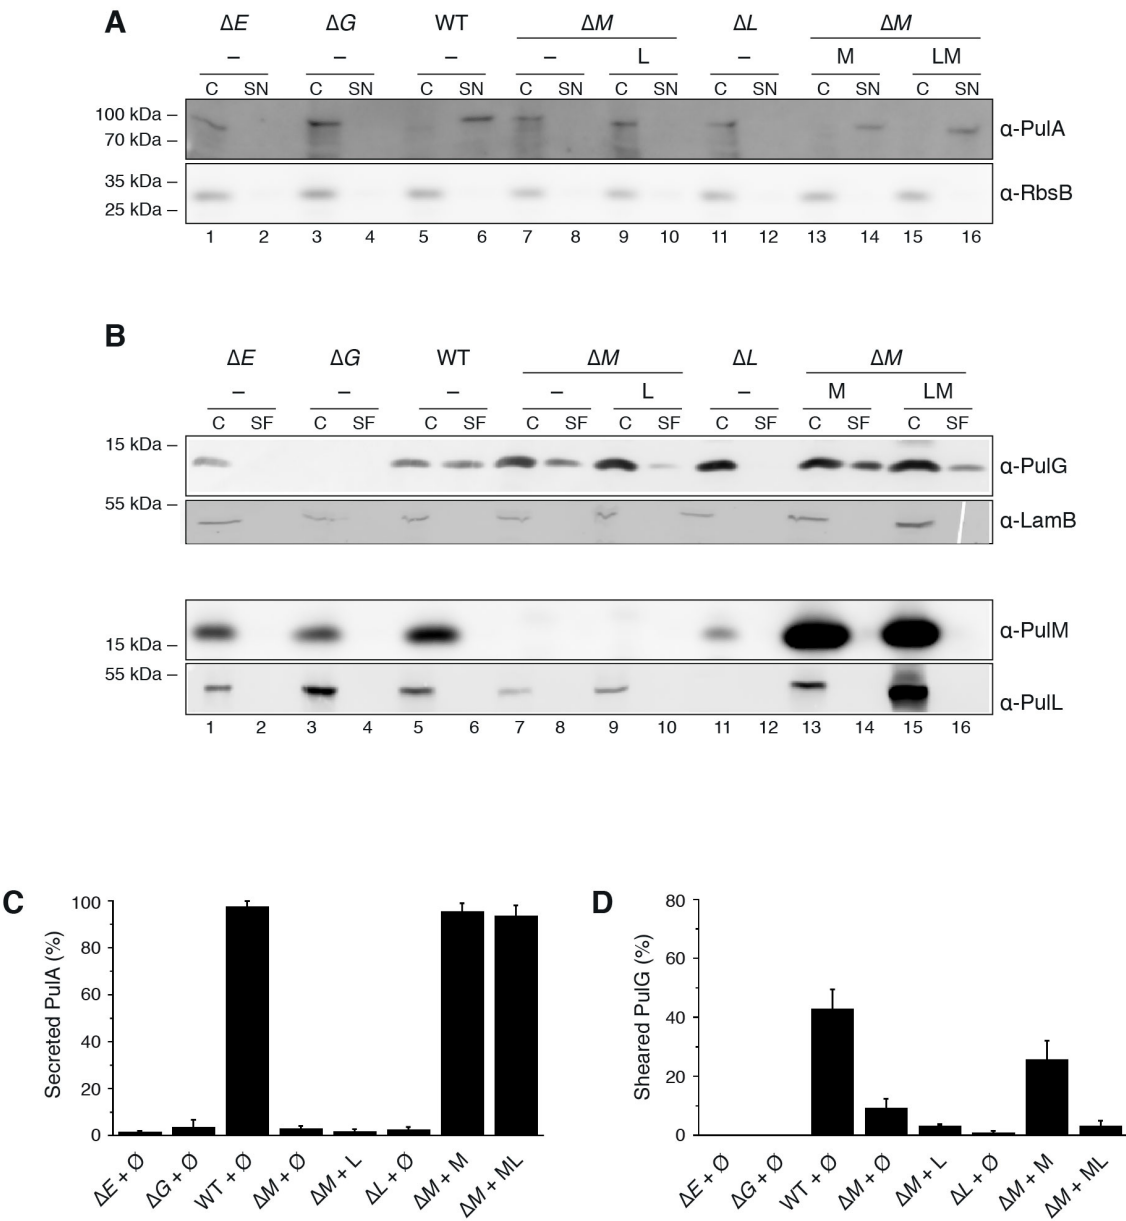 A
ΔE ΔG WT ΔM ΔL ΔM
– – – – L – M LM
C SN C SN C SN C SN C SN C SN C SN C SN
100 kDa –
70 kDa –
α-PulA
35 kDa –
25 kDa –
α-RbsB
1 2 3 4 5 6 7 8 9 10 11 12 13 14 15 16
B
ΔE ΔG WT ΔM ΔL ΔM
– – – – L – M LM
C SF C SF C SF C SF C SF C SF C SF C SF
15 kDa –
α-PulG
55 kDa –
α-LamB
15 kDa –
α-PulM
55 kDa –
α-PulL
1 2 3 4 5 6 7 8 9 10 11 12 13 14 15 16
C
Secreted PulA (%)
100
80
60
40
20
0
ΔE + Ø
ΔG + Ø
WT + Ø
ΔM + Ø
ΔM + L
ΔL + Ø
ΔM + M
ΔM + ML
D
Sheared PulG (%)
80
60
40
20
0
ΔE + Ø
ΔG + Ø
WT + Ø
ΔM + Ø
ΔM + L
ΔL + Ø
ΔM + M
ΔM + ML